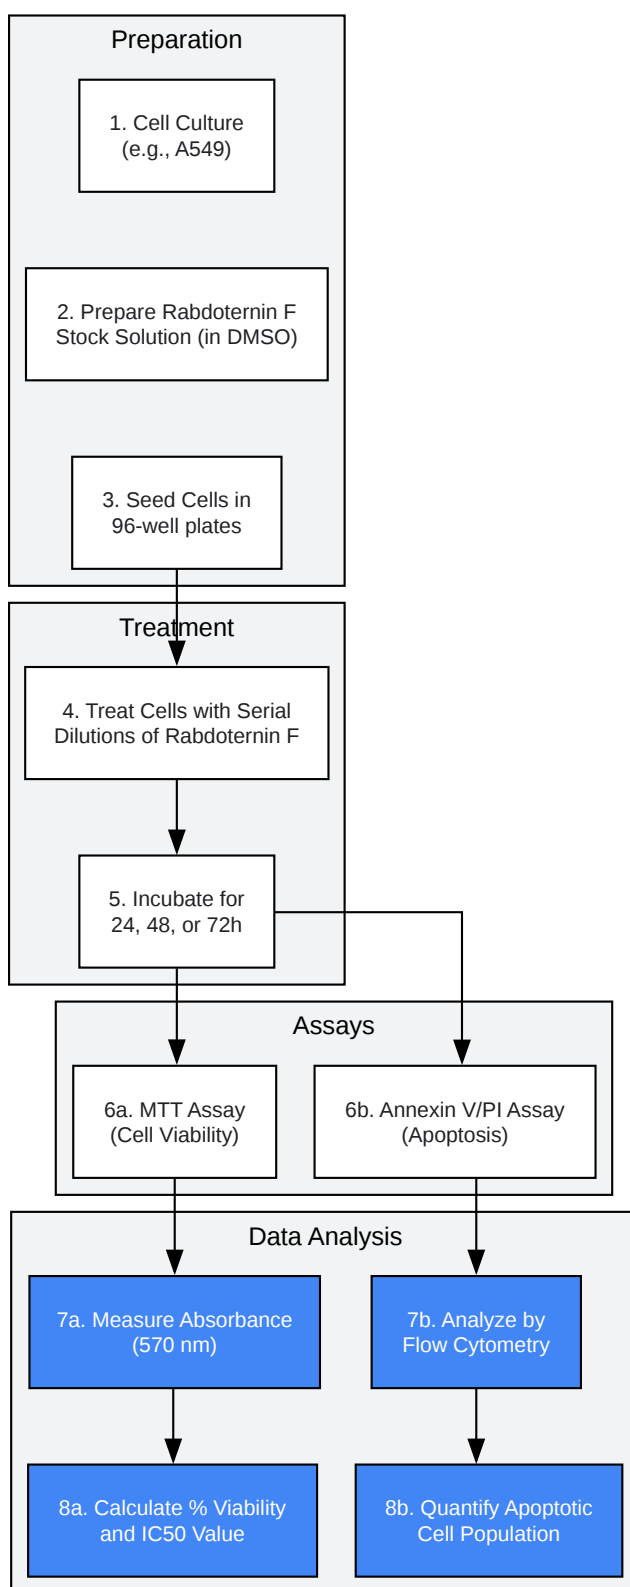 Preparation
1. Cell Culture
(e.g., A549)
2. Prepare Rabdoternin F
Stock Solution (in DMSO)
3. Seed Cells in
96-well plates
Treatment
4. Treat Cells with Serial
Dilutions of Rabdoternin F
5. Incubate for
24, 48, or 72h
Assays
6a. MTT Assay
(Cell Viability)
6b. Annexin V/PI Assay
(Apoptosis)
Data Analysis
7a. Measure Absorbance
(570 nm)
7b. Analyze by
Flow Cytometry
8a. Calculate % Viability
and IC50 Value
8b. Quantify Apoptotic
Cell Population